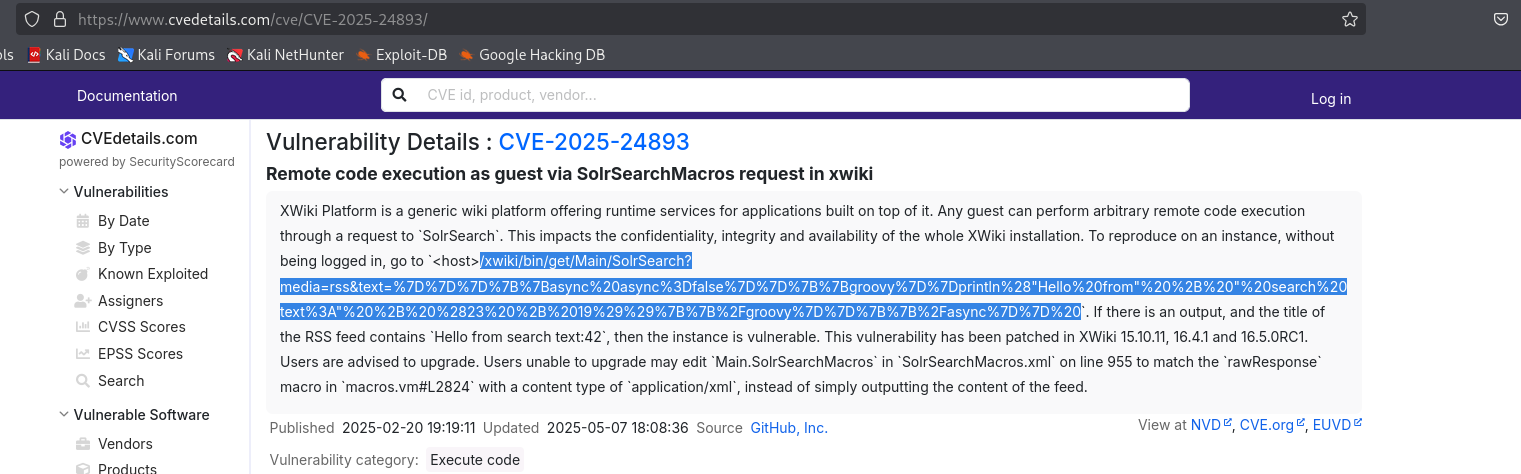 https://www.cvedetails.com/cve/CVE-2025-24893/
ols Kali Docs Kali Forums Kali NetHunter Exploit-DB Google Hacking DB
Documentation CVE id, product, vendor... Log in
CVEdetails.com
powered by SecurityScorecard
Vulnerabilities
By Date
By Type
Known Exploited
Assigners
CVSS Scores
EPSS Scores
Search
Vulnerable Software
Vendors
Products
Vulnerability Details : CVE-2025-24893
Remote code execution as guest via SolrSearchMacros request in xwiki
XWiki Platform is a generic wiki platform offering runtime services for applications built on top of it. Any guest can perform arbitrary remote code execution
through a request to `SolrSearch`. This impacts the confidentiality, integrity and availability of the whole XWiki installation. To reproduce on an instance, without
being logged in, go to `<host>/xwiki/bin/get/Main/SolrSearch?
media=rss&text=%7D%7D%7D%7B%7Basync%20async%3Dfalse%7D%7D%7B%7Bgroovy%7D%7Dprintln%28"Hello%20from"%20%2B%20"%20search%20
text%3A"%20%2B%20%2823%20%2B%2019%29%29%7B%7B%2Fgroovy%7D%7D%7B%7B%2Fasync%7D%7D%20`. If there is an output, and the title of
the RSS feed contains `Hello from search text:42`, then the instance is vulnerable. This vulnerability has been patched in XWiki 15.10.11, 16.4.1 and 16.5.0RC1.
Users are advised to upgrade. Users unable to upgrade may edit `Main.SolrSearchMacros` in `SolrSearchMacros.xml` on line 955 to match the `rawResponse`
macro in `macros.vm#L2824` with a content type of `application/xml`, instead of simply outputting the content of the feed.
Published 2025-02-20 19:19:11 Updated 2025-05-07 18:08:36 Source GitHub, Inc. View at NVD, CVE.org, EUVD
Vulnerability category: Execute code